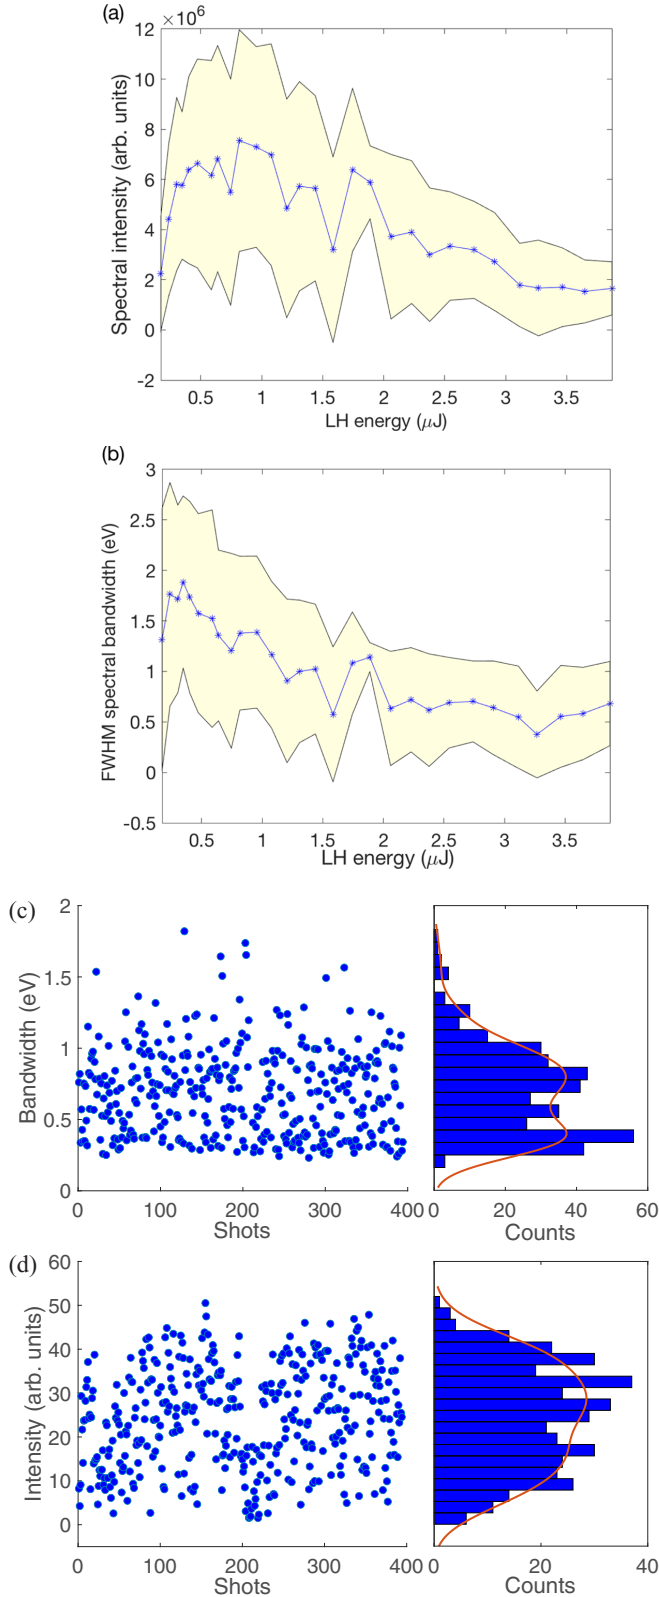 (a)
×10⁶
12
10
8
6
4
2
0
-2
Spectral intensity (arb. units)
0.5 1 1.5 2 2.5 3 3.5
LH energy (μJ)
(b)
3
2.5
2
1.5
1
0.5
0
-0.5
FWHM spectral bandwidth (eV)
0.5 1 1.5 2 2.5 3 3.5
LH energy (μJ)
(c)
2
1.5
1
0.5
0
Bandwidth (eV)
0 100 200 300 400
Shots
0 20 40 60
Counts
(d)
60
50
40
30
20
10
0
Intensity (arb. units)
0 100 200 300 400
Shots
0 20 40
Counts